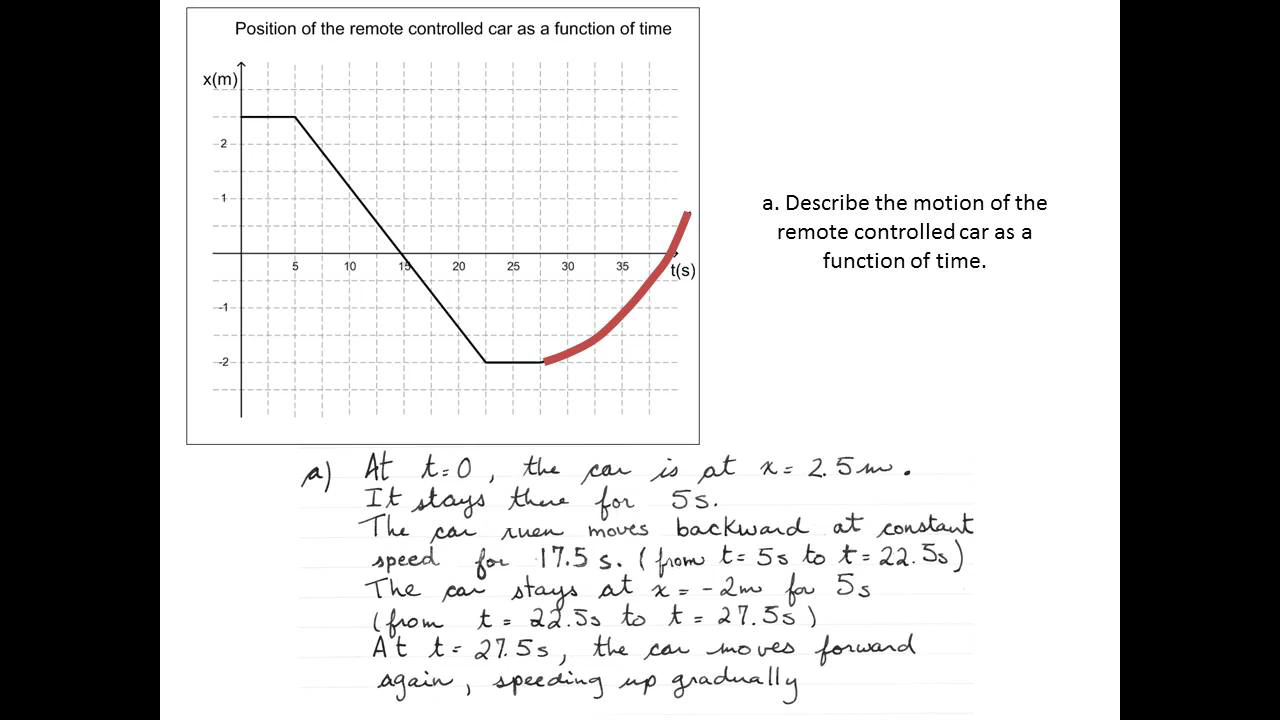 Position of the remote controlled car as a function of time
x(m)
2
1
5 10 15 20 25 30 35
t(s)
-1
-2
a. Describe the motion of the
remote controlled car as a
function of time.
a) At t=0, the car is at x= 2.5m.
It stays there for 5s.
The car ruen moves backward at constant
speed for 17.5 s. (from t= 5s to t= 22.5s)
The car stays at x = -2m for 5s
(from t = 22.5s to t = 27.5s)
At t= 27.5s, the car moves forward
again, speeding up gradually